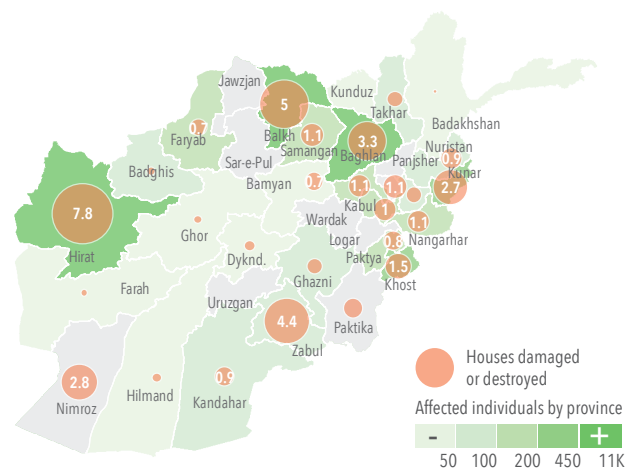 Jawzjan
Kunduz
Takhar
Badakhshan
5
Balkh
0.7
Faryab
1.1
Samangan
3.3
Baghlan
Panjsher
Nuristan
0.9
Kunar
2.7
Sar-e-Pul
Badghis
Bamyan
0.7
1.1
1.1
Kabul
1
7.8
Hirat
Ghor
Wardak
Logar
1.1
Nangarhar
0.8
Paktya
1.5
Khost
Dyknd.
Ghazni
Farah
Uruzgan
4.4
Zabul
Paktika
2.8
Nimroz
Hilmand
0.9
Kandahar
Houses damaged
or destroyed
Affected individuals by province
- +
50 100 200 450 11K